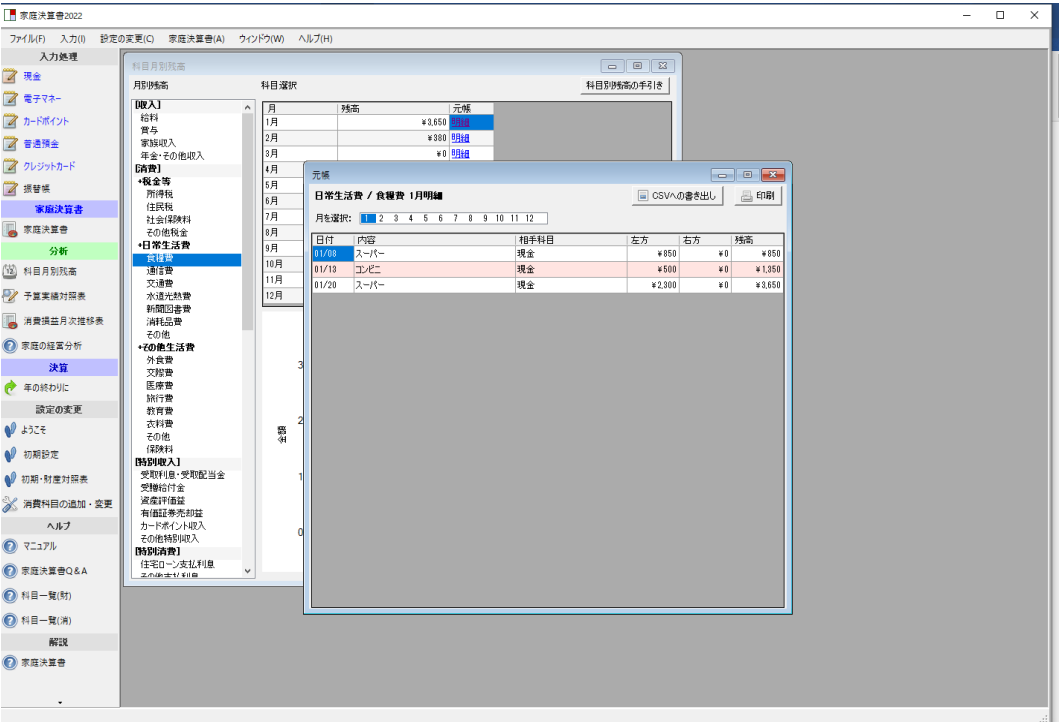 家庭決算書2022
ファイル(F) 入力(I) 設定の変更(C) 家庭決算書(A) ウィンドウ(W) ヘルプ(H)
入力処理
現金
電子マネー
カードポイント
普通預金
クレジットカード
振替帳
家庭決算書
家庭決算書
分析
科目月別残高
予算実績対照表
消費損益月次推移表
家庭の経営分析
決算
年の終わりに
設定の変更
ようこそ
初期設定
初期・財産対照表
消費科目の追加・変更
ヘルプ
マニュアル
家庭決算書Q&A
科目一覧(財)
科目一覧(消)
解説
家庭決算書
科目月別残高
月別残高 科目選択 科目別残高の手引き
[収入]
給料
賞与
家族収入
年金・その他収入
[消費]
+税金等
所得税
住民税
社会保険料
その他税金
+日常生活費
食糧費
通信費
交通費
水道光熱費
新聞図書費
消耗品費
その他
+その他生活費
外食費
交際費
医療費
旅行費
教育費
衣料費
その他
保険料
[特別収入]
受取利息・受取配当金
受贈給付金
資産評価益
有価証券売却益
カードポイント収入
その他特別収入
[特別消費]
住宅ローン支払利息
その他支払利息
月 残高 元帳
1月 ¥3,650 明細
2月 ¥380 明細
3月 ¥0 明細
4月
5月
6月
7月
8月
9月
10月
11月
12月
3
2
1
0
金額
元帳
日常生活費 / 食糧費 1月明細 CSVへの書き出し 印刷
月を選択: 1 2 3 4 5 6 7 8 9 10 11 12
日付 内容 相手科目 左方 右方 残高
01/08 スーパー 現金 ¥850 ¥0 ¥850
01/13 コンビニ 現金 ¥500 ¥0 ¥1,350
01/20 スーパー 現金 ¥2,300 ¥0 ¥3,650